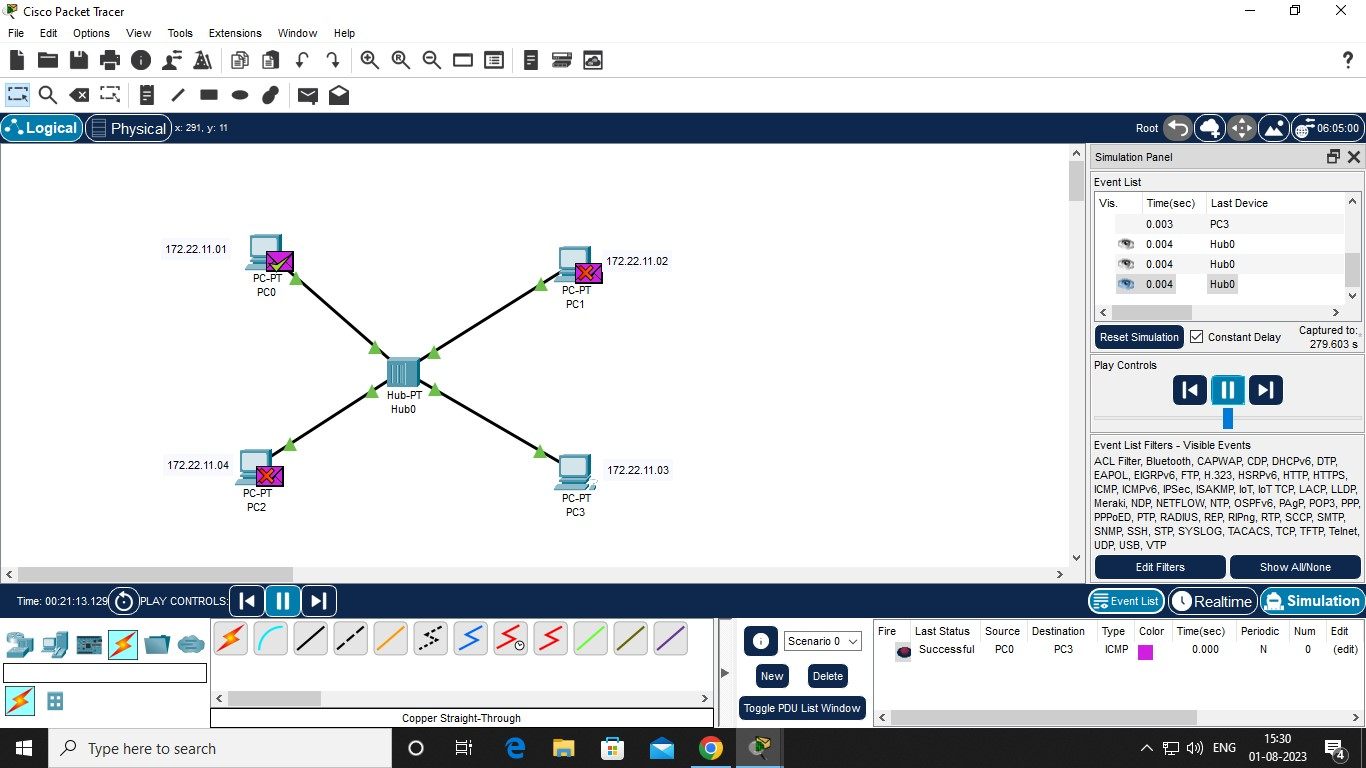 Cisco Packet Tracer
File Edit Options View Tools Extensions Window Help
?
Logical Physical x: 291, y: 11 Root 06:05:00
Simulation Panel
Event List
Vis. Time(sec) Last Device
0.003 PC3
0.004 Hub0
0.004 Hub0
0.004 Hub0
Reset Simulation Constant Delay Captured to:
279.603 s
Play Controls
Event List Filters - Visible Events
ACL Filter, Bluetooth, CAPWAP, CDP, DHCPv6, DTP,
EAPOL, EIGRPv6, FTP, H.323, HSRPv6, HTTP, HTTPS,
ICMP, ICMPv6, IPSec, ISAKMP, IoT, IoT TCP, LACP, LLDP,
Meraki, NDP, NETFLOW, NTP, OSPFv6, PAgP, POP3, PPP,
PPPoED, PTP, RADIUS, REP, RIPng, RTP, SCCP, SMTP,
SNMP, SSH, STP, SYSLOG, TACACS, TCP, TFTP, Telnet,
UDP, USB, VTP
Edit Filters Show All/None
172.22.11.01
PC-PT
PC0
172.22.11.02
PC-PT
PC1
Hub-PT
Hub0
172.22.11.04
PC-PT
PC2
172.22.11.03
PC-PT
PC3
Time: 00:21:13.129 PLAY CONTROLS: Event List Realtime Simulation
Copper Straight-Through
Scenario 0
New Delete
Toggle PDU List Window
Fire Last Status Source Destination Type Color Time(sec) Periodic Num Edit
Successful PC0 PC3 ICMP 0.000 N 0 (edit)
Type here to search
ENG 15:30
01-08-2023
4